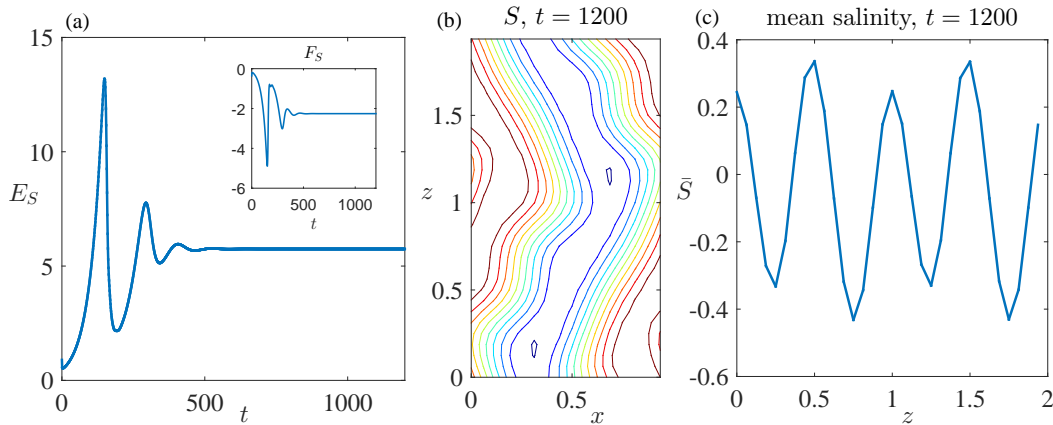 (a)
15
10
5
0
E_S
0
500
1000
t
F_S
0
-2
-4
-6
0
500
1000
t
(b)
S, t = 1200
1.5
1
0.5
0
z
0
0.5
x
(c)
mean salinity, t = 1200
0.4
0.2
0
-0.2
-0.4
-0.6
S̄
0
0.5
1
1.5
2
z